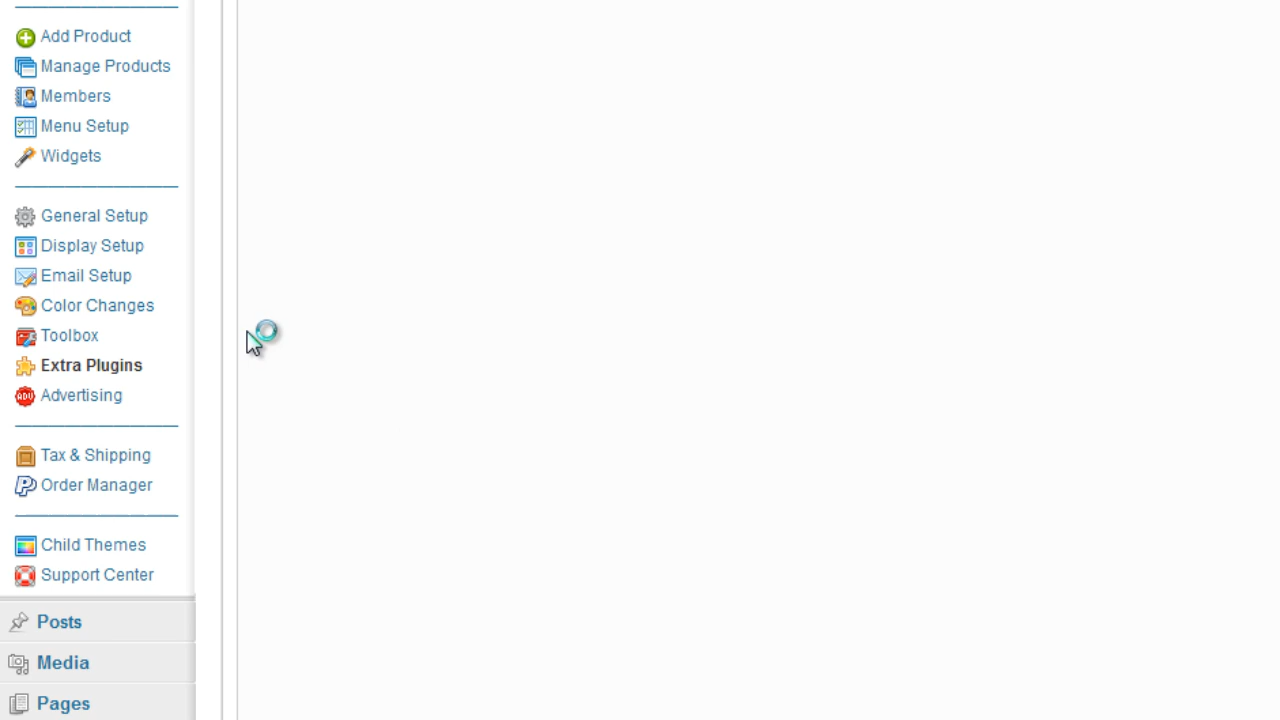 Add Product
Manage Products
Members
Menu Setup
Widgets
General Setup
Display Setup
Email Setup
Color Changes
Toolbox
Extra Plugins
ADV Advertising
Tax & Shipping
Order Manager
Child Themes
Support Center
Posts
Media
Pages